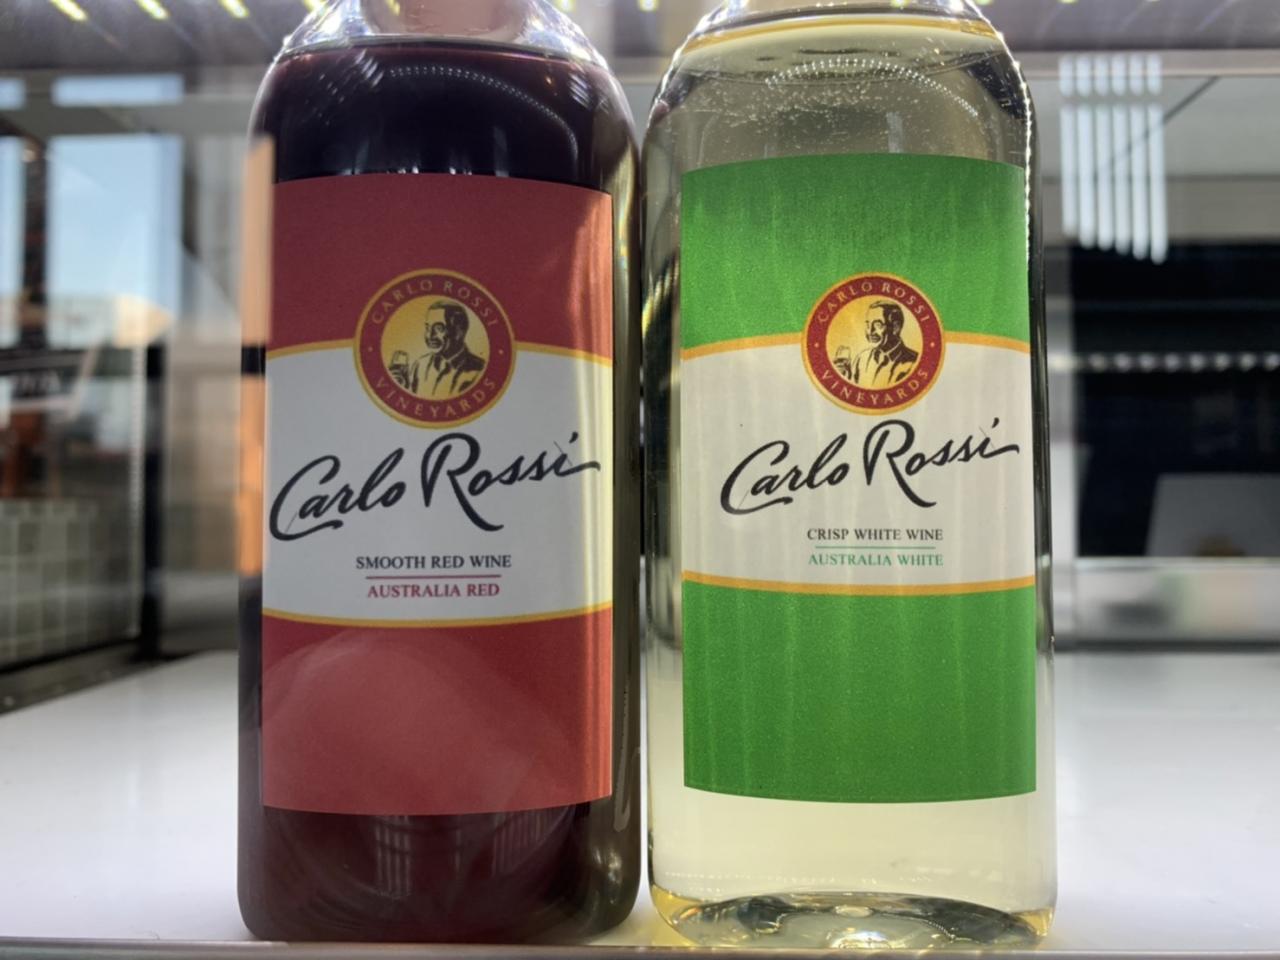 CARLO ROSSI
VINEYARDS
Carlo Rossi
SMOOTH RED WINE
AUSTRALIA RED
CARLO ROSSI
VINEYARDS
Carlo Rossi
CRISP WHITE WINE
AUSTRALIA WHITE